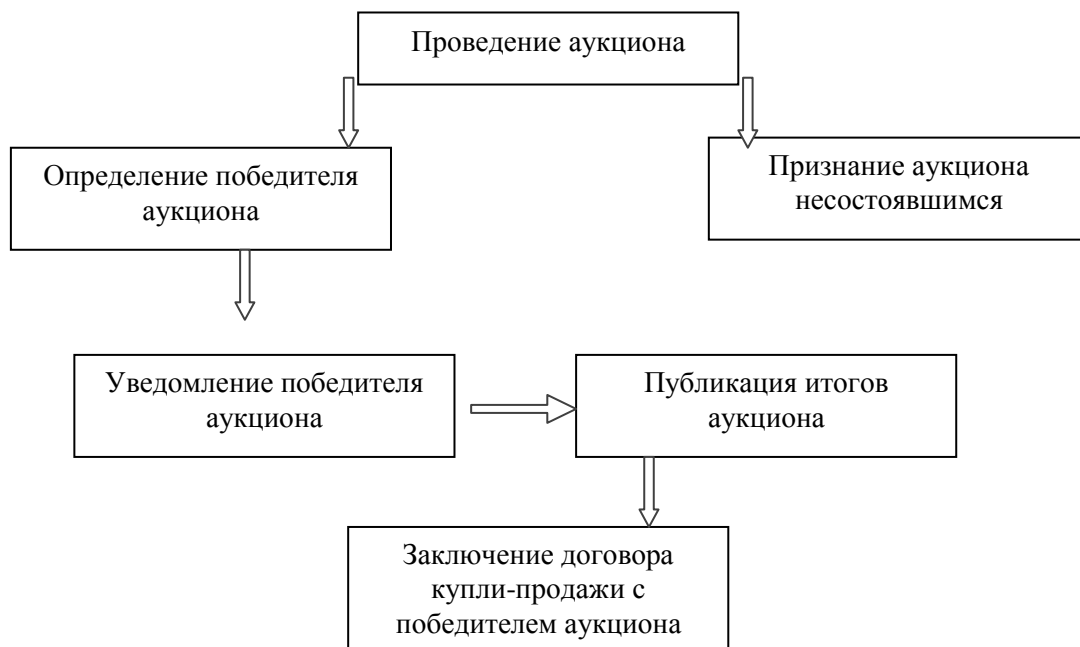 Проведение аукциона
Определение победителя
аукциона
Признание аукциона
несостоявшимся
Уведомление победителя
аукциона
Публикация итогов
аукциона
Заключение договора
купли-продажи с
победителем аукциона